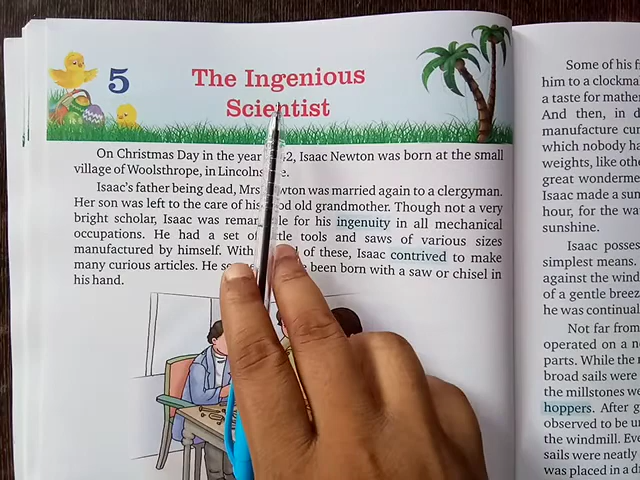 5
The Ingenious
Scientist
On Christmas Day in the year 42, Isaac Newton was born at the small
village of Woolsthrope, in Lincolns e.
Isaac's father being dead, Mrs wton was married again to a clergyman.
Her son was left to the care of his od old grandmother. Though not a very
bright scholar, Isaac was remar le for his ingenuity in all mechanical
occupations. He had a set of tle tools and saws of various sizes
manufactured by himself. With of these, Isaac contrived to make
many curious articles. He been born with a saw or chisel in
his hand.
Some of his fi
him to a clockma
a taste for mathe
And then, in d
manufacture cu
which nobody ha
weights, like othe
great wonderme
Isaac made a sun
hour, for the wa
sunshine.
Isaac posses
simplest means.
against the wind
of a gentle breez
he was continual
Not far from
operated on a n
parts. While the r
broad sails were
the millstones we
hoppers. After g
observed to be u
the windmill. Eve
sails were neatly
was placed in a d